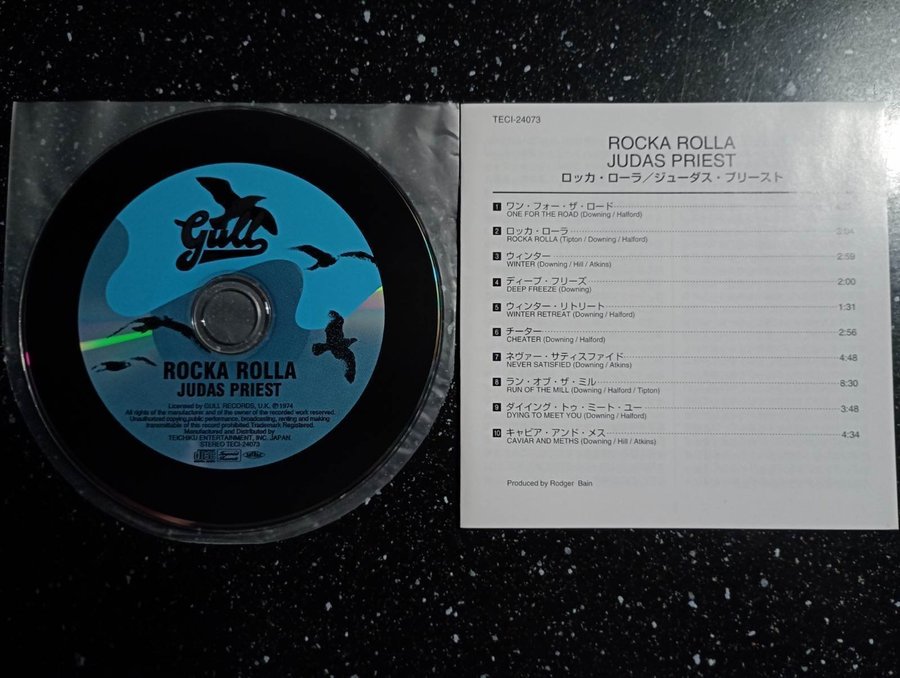 Gull
ROCKA ROLLA
JUDAS PRIEST
Licensed by GULL RECORDS, U.K. ℗1974
All rights of the manufacturer and of the owner of the recorded work reserved.
Unauthorized copying,public performance, broadcasting, renting and making
transmittable of this record prohibited.Trademark Registered.
Manufactured and Distributed by
TEICHIKU ENTERTAINMENT, INC. JAPAN.
STEREO TECI-24073
TECI-24073
ROCKA ROLLA
JUDAS PRIEST
ロッカ・ローラ／ジューダス・プリースト
1 ワン・フォー・ザ・ロード
ONE FOR THE ROAD (Downing / Halford)
2 ロッカ・ローラ 3:04
ROCKA ROLLA (Tipton / Downing / Halford)
3 ウィンター 2:59
WINTER (Downing / Hill / Atkins)
4 ディープ・フリーズ 2:00
DEEP FREEZE (Downing)
5 ウィンター・リトリート 1:31
WINTER RETREAT (Downing / Halford)
6 チーター 2:56
CHEATER (Downing / Halford)
7 ネヴァー・サティスファイド 4:48
NEVER SATISFIED (Downing / Atkins)
8 ラン・オブ・ザ・ミル 8:30
RUN OF THE MILL (Downing / Halford / Tipton)
9 ダイイング・トゥ・ミート・ユー 3:48
DYING TO MEET YOU (Downing / Halford)
10 キャビア・アンド・メス 4:34
CAVIAR AND METHS (Downing / Hill / Atkins)
Produced by Rodger Bain